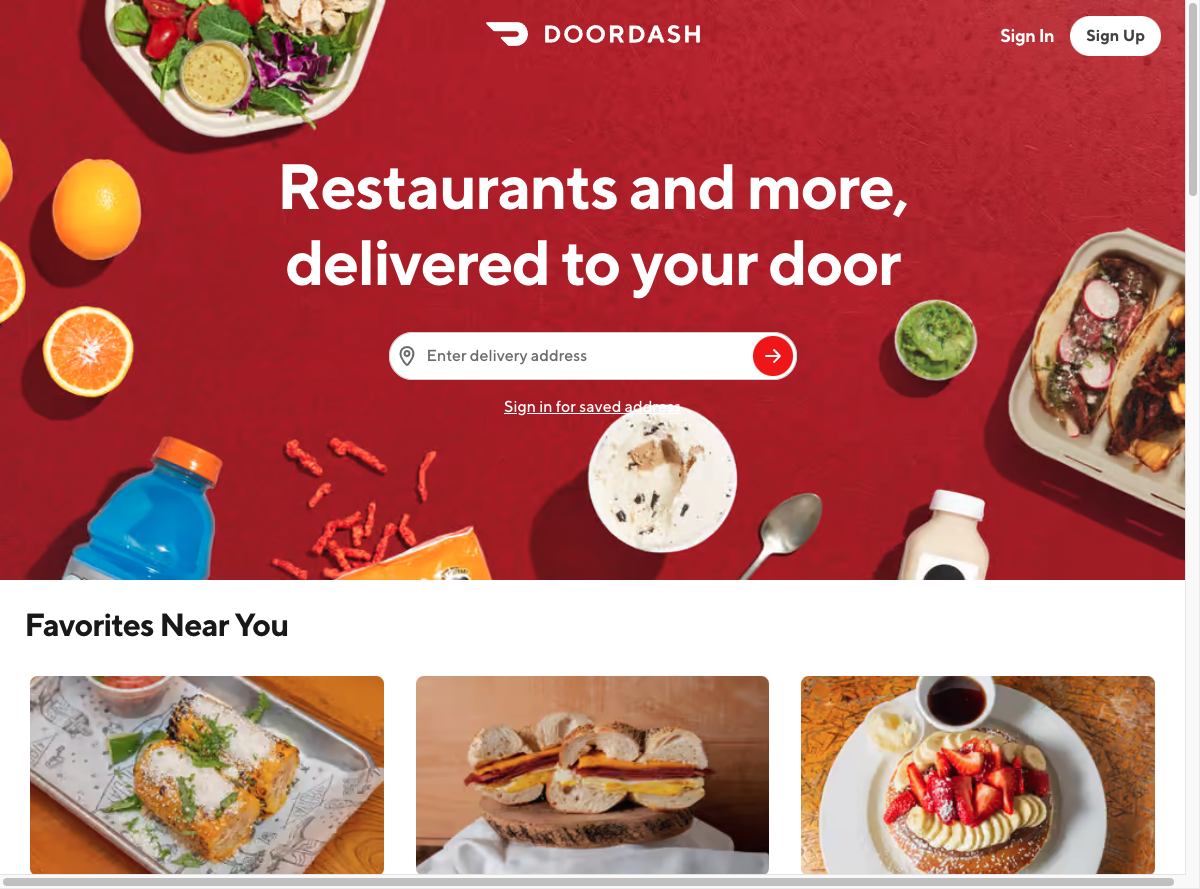 DOORDASH
Sign In
Sign Up
Restaurants and more,
delivered to your door
Enter delivery address
Sign in for saved address
Favorites Near You